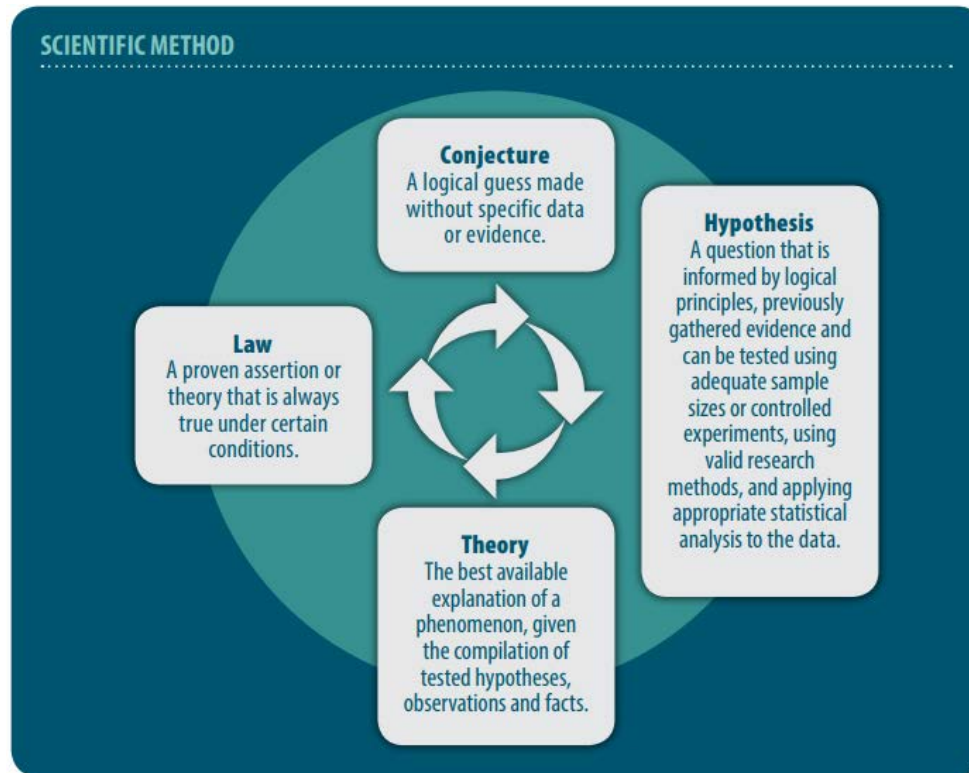 SCIENTIFIC METHOD
Conjecture
A logical guess made
without specific data
or evidence.
Hypothesis
A question that is
informed by logical
principles, previously
gathered evidence and
can be tested using
adequate sample
sizes or controlled
experiments, using
valid research
methods, and applying
appropriate statistical
analysis to the data.
Theory
The best available
explanation of a
phenomenon, given
the compilation of
tested hypotheses,
observations and facts.
Law
A proven assertion or
theory that is always
true under certain
conditions.